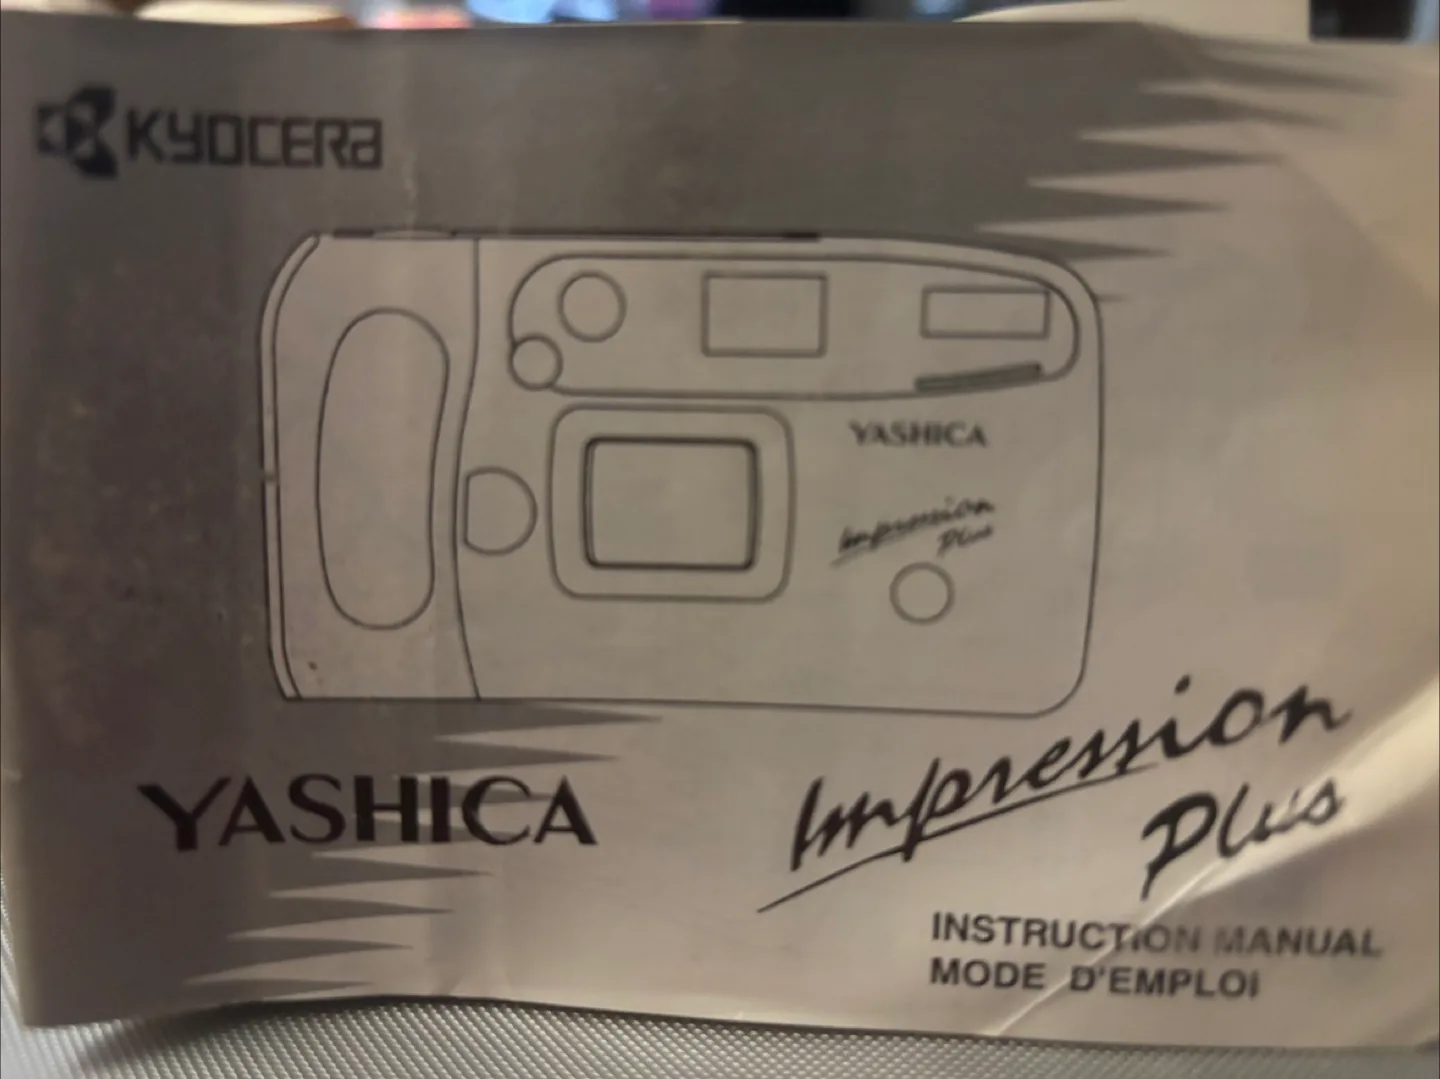 KYOCERA
YASHICA
Impression
Plus
YASHICA
Impression
Plus
INSTRUCTION MANUAL
MODE D'EMPLOI